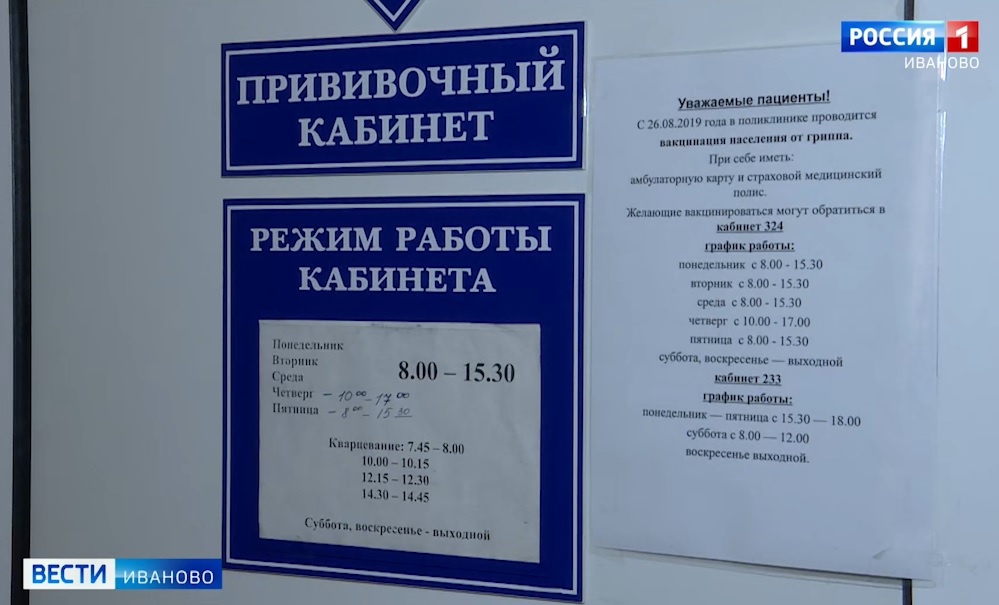 ПРИВИВОЧНЫЙ
КАБИНЕТ
РЕЖИМ РАБОТЫ
КАБИНЕТА
Понедельник
Вторник
Среда
8.00 – 15.30
Четверг – 10 00 – 17 00
Пятница – 8 00 – 15 30
Кварцевание: 7.45 – 8.00
10.00 – 10.15
12.15 – 12.30
14.30 – 14.45
Суббота, воскресенье - выходной
РОССИЯ 1
ИВАНОВО
Уважаемые пациенты!
С 26.08.2019 года в поликлинике проводится
вакцинация населения от гриппа.
При себе иметь:
амбулаторную карту и страховой медицинский
полис.
Желающие вакцинироваться могут обратиться в
кабинет 324
график работы:
понедельник с 8.00 - 15.30
вторник с 8.00 - 15.30
среда с 8.00 - 15.30
четверг с 10.00 - 17.00
пятница с 8.00 - 15.30
суббота, воскресенье — выходной
кабинет 233
график работы:
понедельник — пятница с 15.30 — 18.00
суббота с 8.00 — 12.00
воскресенье выходной.
ВЕСТИ ИВАНОВО